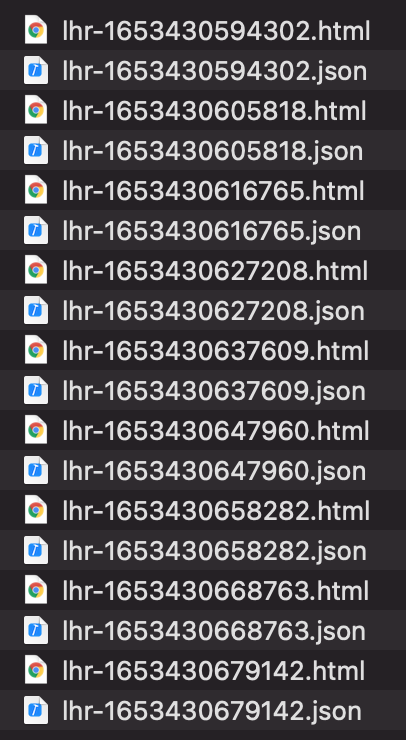 lhr-1653430594302.html
lhr-1653430594302.json
lhr-1653430605818.html
lhr-1653430605818.json
lhr-1653430616765.html
lhr-1653430616765.json
lhr-1653430627208.html
lhr-1653430627208.json
lhr-1653430637609.html
lhr-1653430637609.json
lhr-1653430647960.html
lhr-1653430647960.json
lhr-1653430658282.html
lhr-1653430658282.json
lhr-1653430668763.html
lhr-1653430668763.json
lhr-1653430679142.html
lhr-1653430679142.json